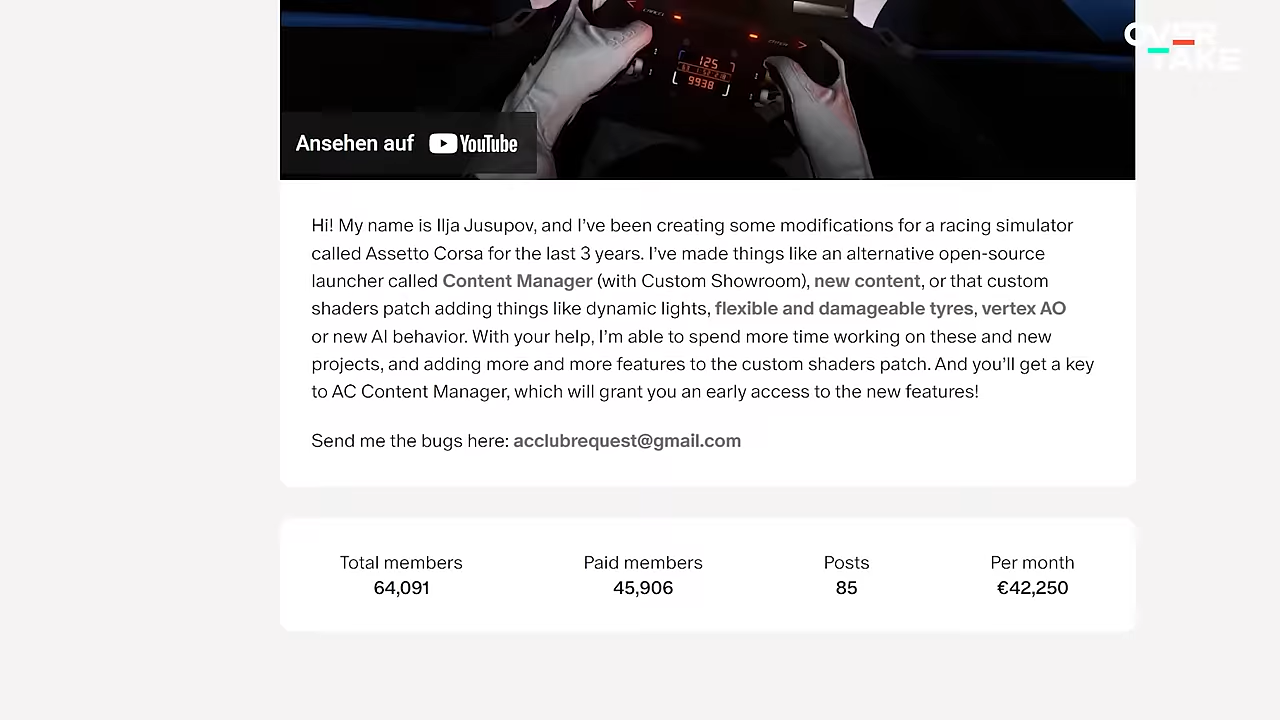 CANCEL
OVER
TAKE
125 7
9938
Ansehen auf YouTube
Hi! My name is Ilja Jusupov, and I’ve been creating some modifications for a racing simulator
called Assetto Corsa for the last 3 years. I’ve made things like an alternative open-source
launcher called Content Manager (with Custom Showroom), new content, or that custom
shaders patch adding things like dynamic lights, flexible and damageable tyres, vertex AO
or new AI behavior. With your help, I’m able to spend more time working on these and new
projects, and adding more and more features to the custom shaders patch. And you’ll get a key
to AC Content Manager, which will grant you an early access to the new features!
Send me the bugs here: acclubrequest@gmail.com
Total members Paid members Posts Per month
64,091 45,906 85 €42,250